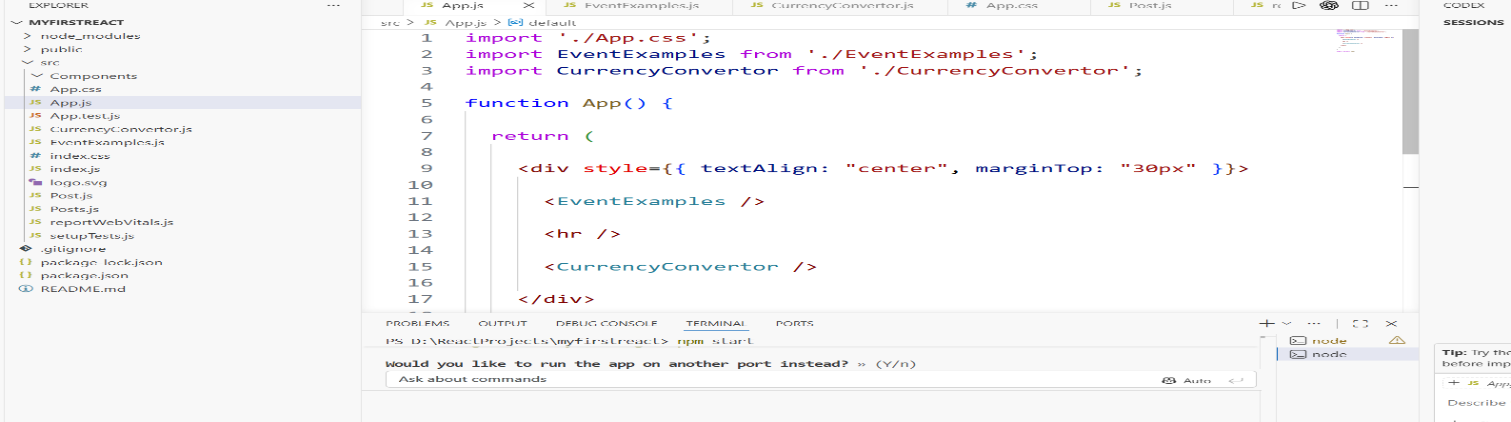 EXPLORER
MYFIRSTREACT
node_modules
public
src
Components
App.css
App.js
App.test.js
CurrencyConvertor.js
EventExamples.js
index.css
index.js
logo.svg
Post.js
Posts.js
reportWebVitals.js
setupTests.js
.gitignore
package-lock.json
package.json
README.md
App.js EventExamples.js CurrencyConvertor.js App.css Post.js
src > App.js > default
1 import './App.css';
2 import EventExamples from './EventExamples';
3 import CurrencyConvertor from './CurrencyConvertor';
4
5 function App() {
6
7 return (
8
9 <div style={{ textAlign: "center", marginTop: "30px" }}>
10
11 <EventExamples />
12
13 <hr />
14
15 <CurrencyConvertor />
16
17 </div>
PROBLEMS OUTPUT DEBUG CONSOLE TERMINAL PORTS
PS D:\ReactProjects\myfirstreact> npm start
Would you like to run the app on another port instead? » (Y/n)
Ask about commands
Auto
node
node
CODEX
SESSIONS
Tip: Try
before
Describe